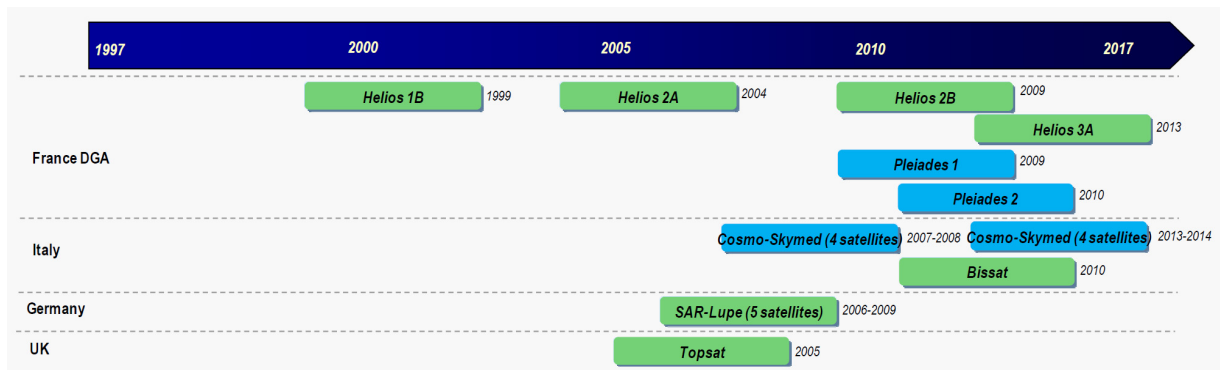 1997 2000 2005 2010 2017
Helios 1B 1999 Helios 2A 2004 Helios 2B 2009
Helios 3A 2013
France DGA
Pleiades 1 2009
Pleiades 2 2010
Italy
Cosmo-Skymed (4 satellites) 2007-2008 Cosmo-Skymed (4 satellites) 2013-2014
Bissat 2010
Germany
SAR-Lupe (5 satellites) 2006-2009
UK
Topsat 2005